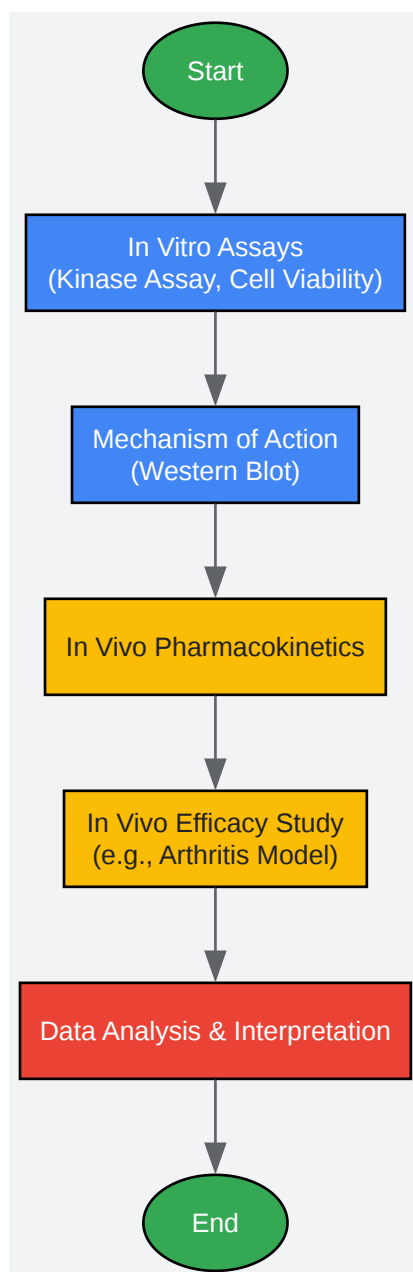 Start
In Vitro Assays
(Kinase Assay, Cell Viability)
Mechanism of Action
(Western Blot)
In Vivo Pharmacokinetics
In Vivo Efficacy Study
(e.g., Arthritis Model)
Data Analysis & Interpretation
End